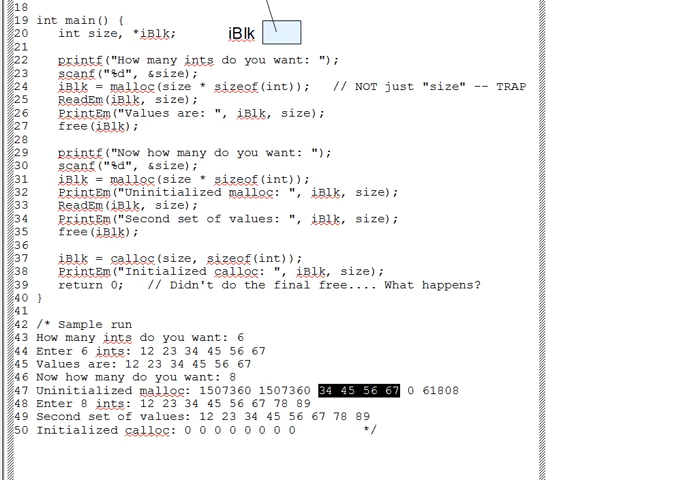 18
19 int main() {
20 int size, *iBlk; iBlk
21
22 printf("How many ints do you want: ");
23 scanf("%d", &size);
24 iBlk = malloc(size * sizeof(int)); // NOT just "size" -- TRAP
25 ReadEm(iBlk, size);
26 PrintEm("Values are: ", iBlk, size);
27 free(iBlk);
28
29 printf("Now how many do you want: ");
30 scanf("%d", &size);
31 iBlk = malloc(size * sizeof(int));
32 PrintEm("Uninitialized malloc: ", iBlk, size);
33 ReadEm(iBlk, size);
34 PrintEm("Second set of values: ", iBlk, size);
35 free(iBlk);
36
37 iBlk = calloc(size, sizeof(int));
38 PrintEm("Initialized calloc: ", iBlk, size);
39 return 0; // Didn't do the final free.... What happens?
40 }
41
42 /* Sample run
43 How many ints do you want: 6
44 Enter 6 ints: 12 23 34 45 56 67
45 Values are: 12 23 34 45 56 67
46 Now how many do you want: 8
47 Uninitialized malloc: 1507360 1507360 34 45 56 67 0 61808
48 Enter 8 ints: 12 23 34 45 56 67 78 89
49 Second set of values: 12 23 34 45 56 67 78 89
50 Initialized calloc: 0 0 0 0 0 0 0 0 */